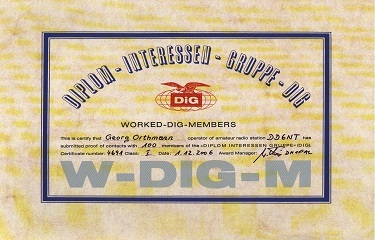 DIPLOM - INTERESSEN - GRUPPE - DIG
DIG
WORKED-DIG-MEMBERS
This is to certify that Georg Orthmann operator of amateur radio station DD6NT has
submitted proof of contacts with 100 members of the »DIPLOM INTERESSEN GRUPPE« (DIG)
Certificate number: 4691 Class: I Date: 1.12.2006 Award Manager:
W-DIG-M